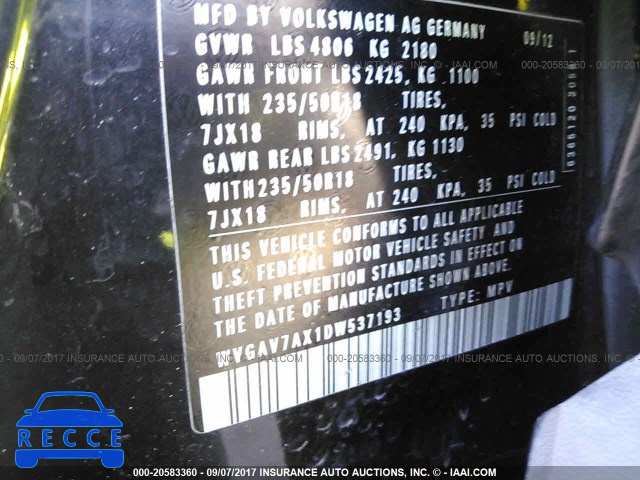 MFD BY VOLKSWAGEN AG GERMANY 09/12
GVWR LBS 4806 KG 2180
GAWR FRONT LBS 2425, KG 1100
WITH 235/50R18 TIRES,
7JX18 RIMS, AT 240 KPA, 35 PSI COLD
GAWR REAR LBS 2491, KG 1130
WITH 235/50R18 TIRES,
7JX18 RIMS, AT 240 KPA, 35 PSI COLD
THIS VEHICLE CONFORMS TO ALL APPLICABLE
U.S. FEDERAL MOTOR VEHICLE SAFETY AND
THEFT PREVENTION STANDARDS IN EFFECT ON
THE DATE OF MANUFACTURE SHOWN ABOVE.
WVGAV7AX1DW537193 TYPE: MPV
RECCE
000-20583360 - 09/07/2017 INSURANCE AUTO AUCTIONS, INC. © - IAAI.COM